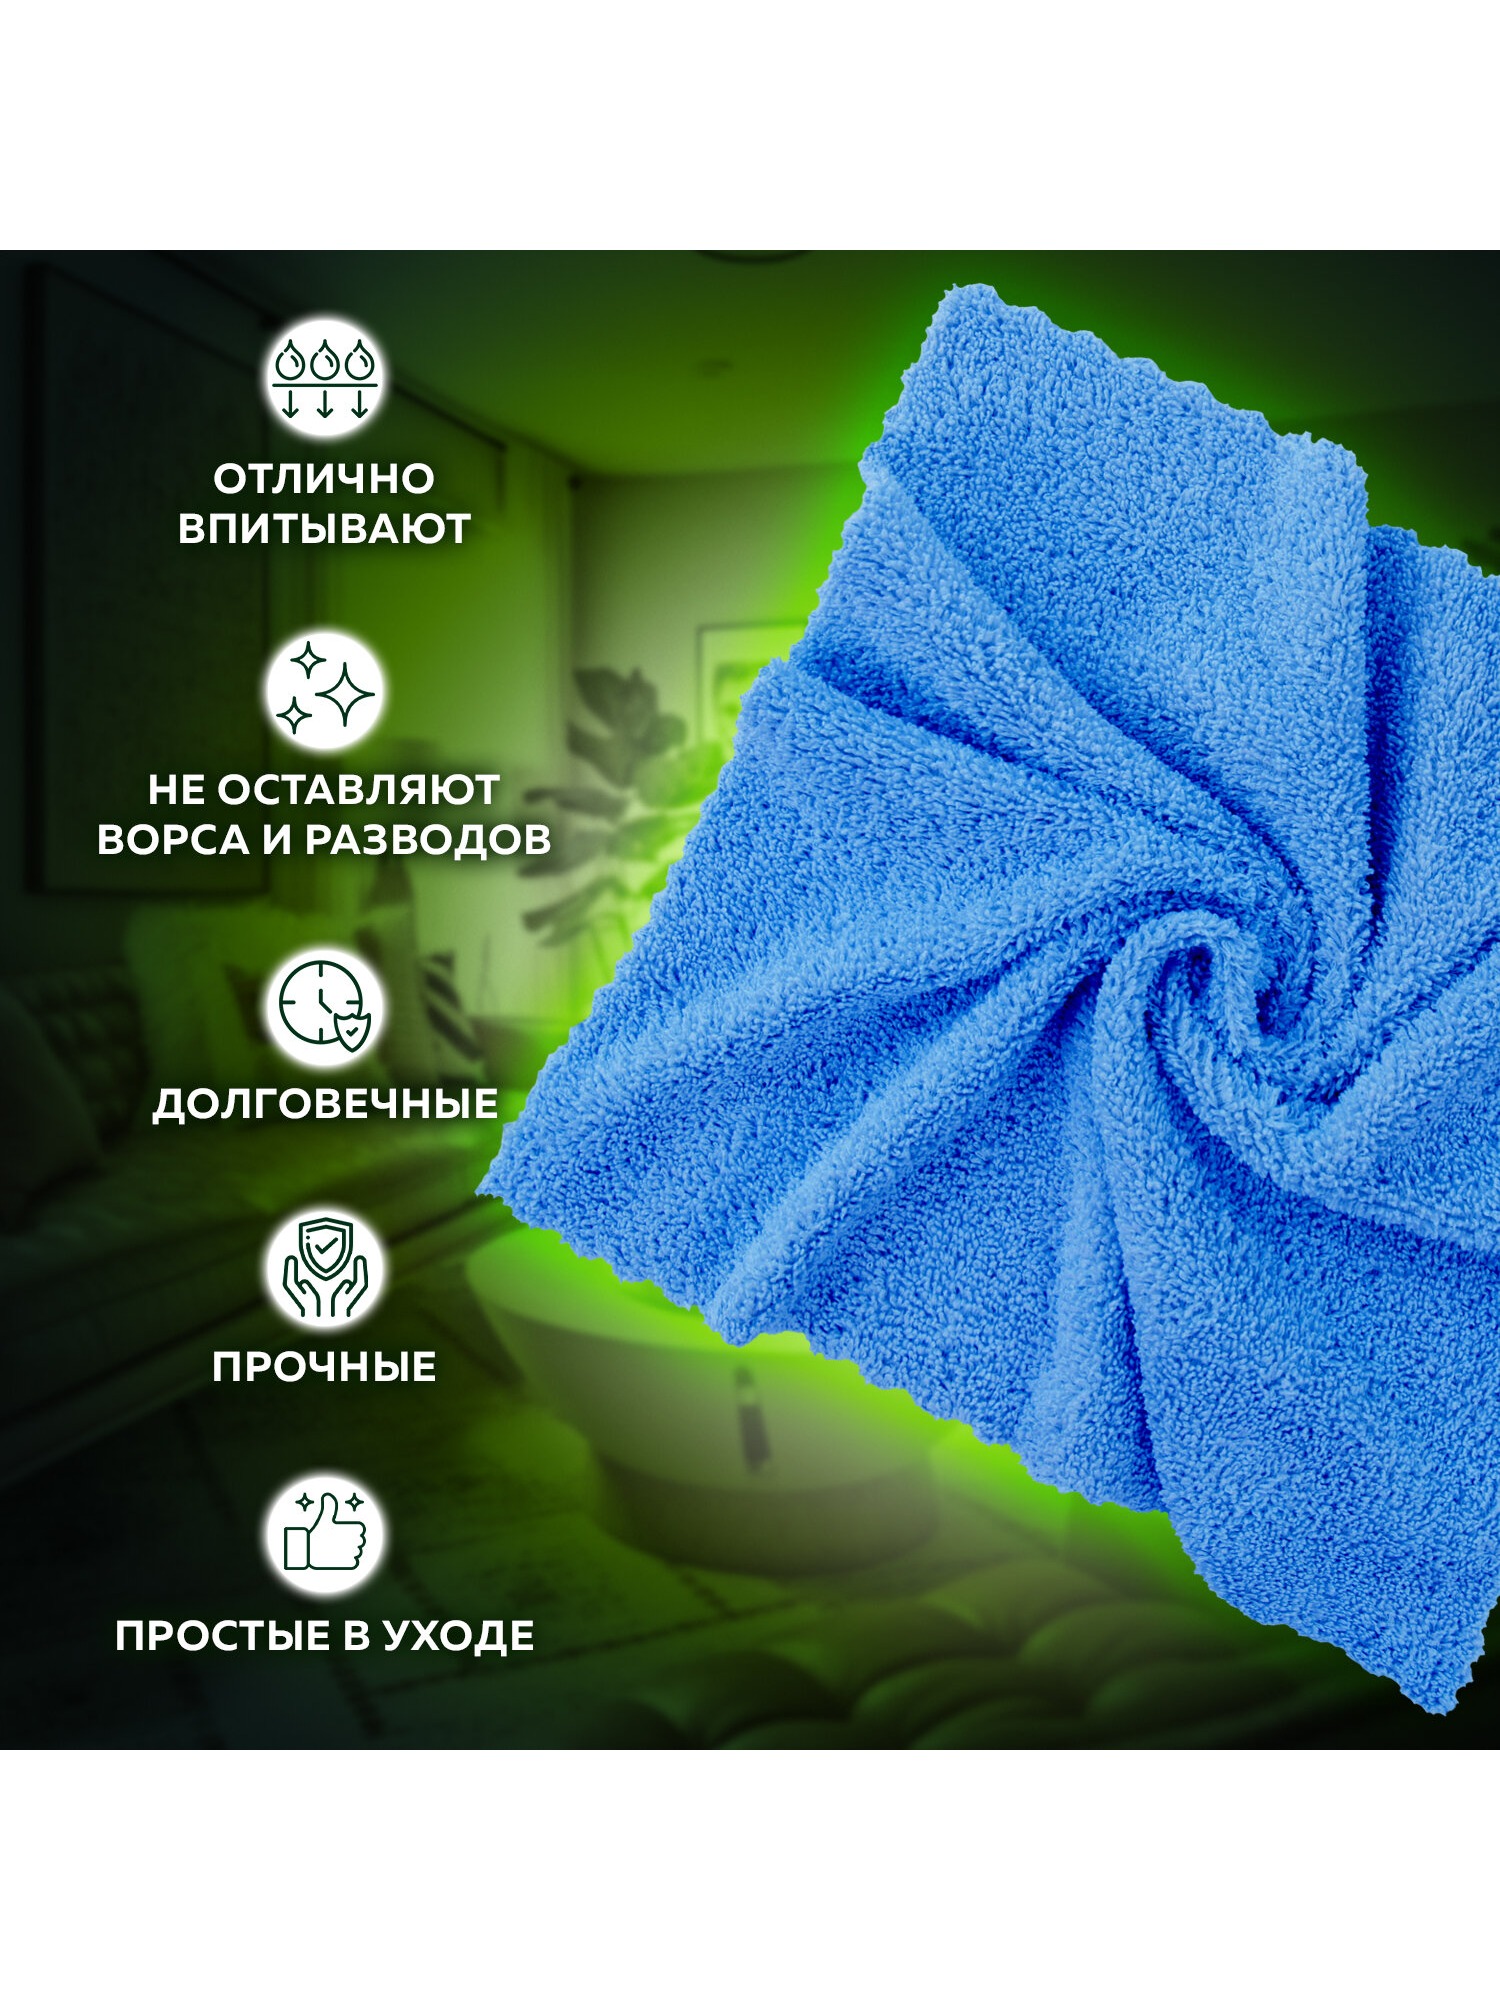 ОТЛИЧНО
ВПИТЫВАЮТ
НЕ ОСТАВЛЯЮТ
ВОРСА И РАЗВОДОВ
ДОЛГОВЕЧНЫЕ
ПРОЧНЫЕ
ПРОСТЫЕ В УХОДЕ